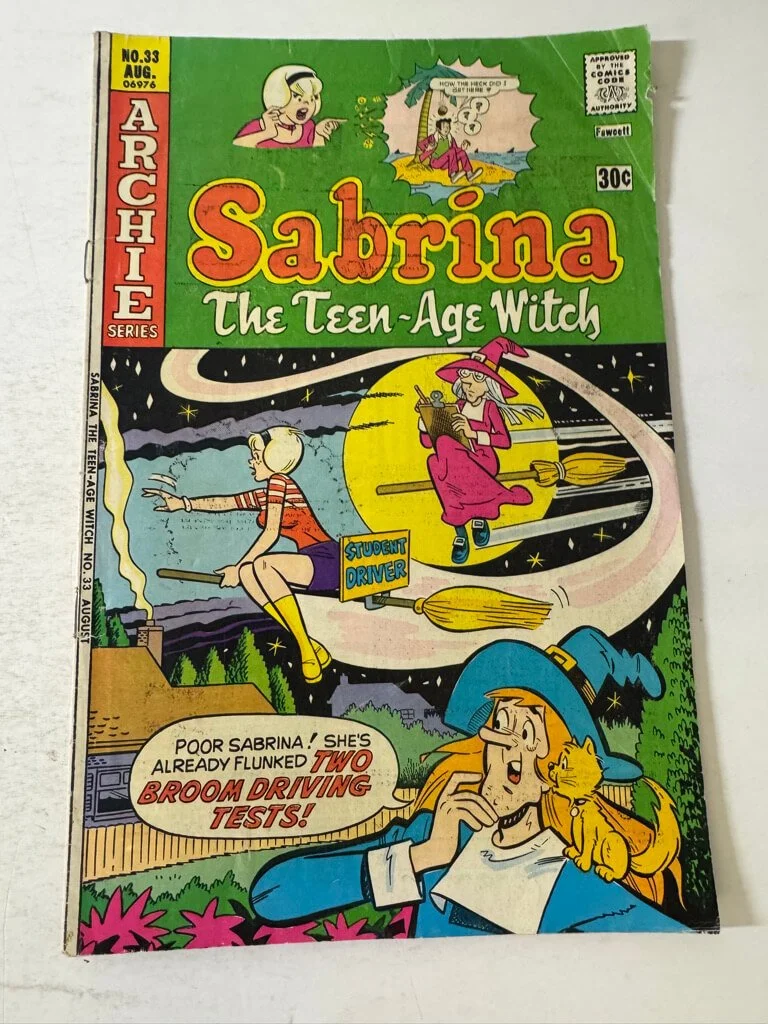 NO.33
AUG.
06976
ARCHIE
SERIES
HOW THE HECK DID I
GET HERE?
?
?
?
APPROVED
BY THE
COMICS
CODE
CA
AUTHORITY
Fawcett
30¢
Sabrina
The Teen-Age Witch
SABRINA THE TEEN-AGE WITCH NO.33 AUGUST
STUDENT
DRIVER
POOR SABRINA! SHE'S
ALREADY FLUNKED TWO
BROOM DRIVING
TESTS!